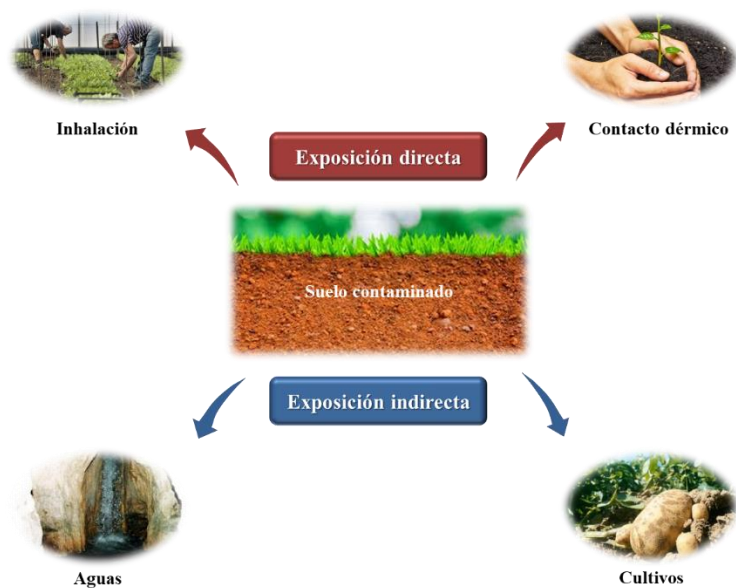 Inhalación
Contacto dérmico
Exposición directa
Suelo contaminado
Exposición indirecta
Aguas
Cultivos